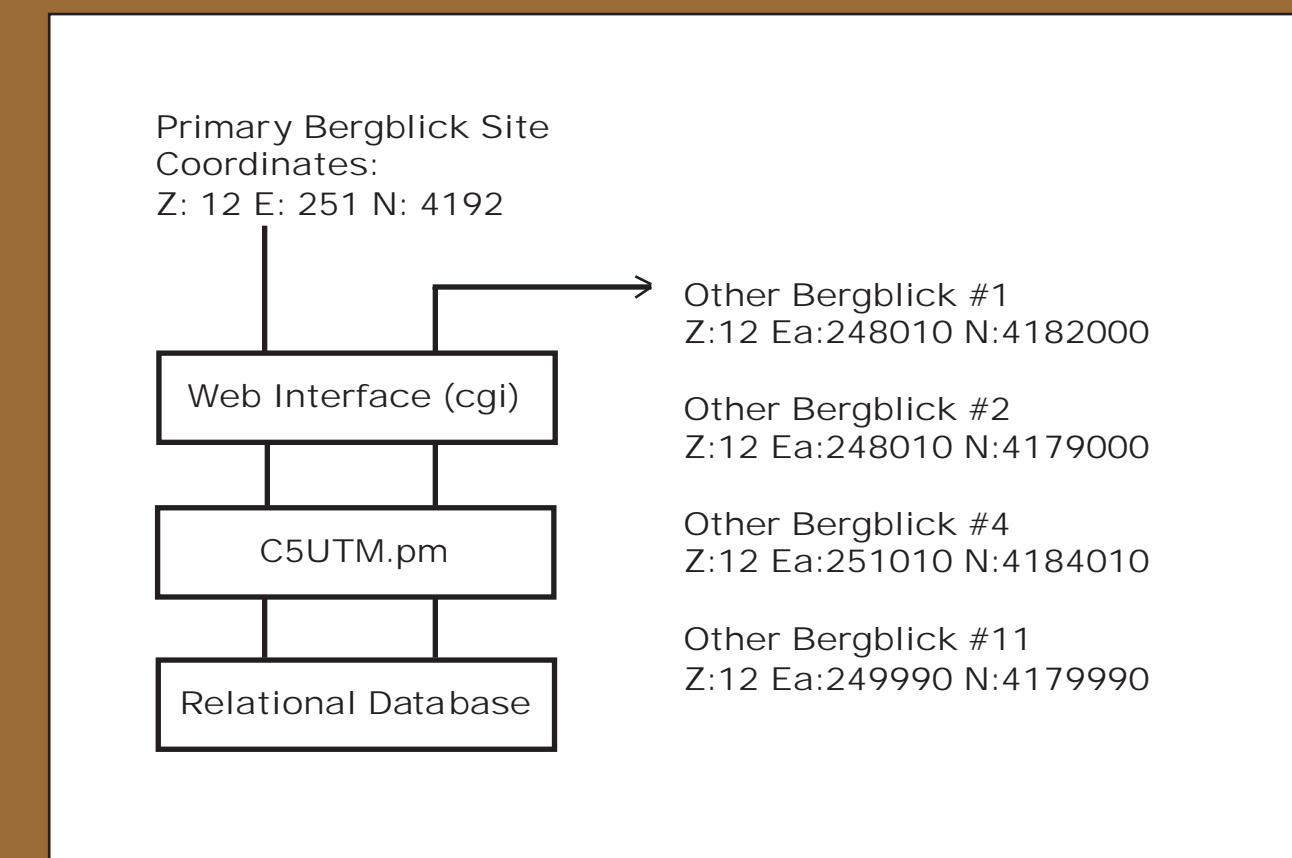 Primary Bergblick Site
Coordinates:
Z: 12 E: 251 N: 4192
Web Interface (cgi)
C5UTM.pm
Relational Database
Other Bergblick #1
Z:12 Ea:248010 N:4182000
Other Bergblick #2
Z:12 Ea:248010 N:4179000
Other Bergblick #4
Z:12 Ea:251010 N:4184010
Other Bergblick #11
Z:12 Ea:249990 N:4179990